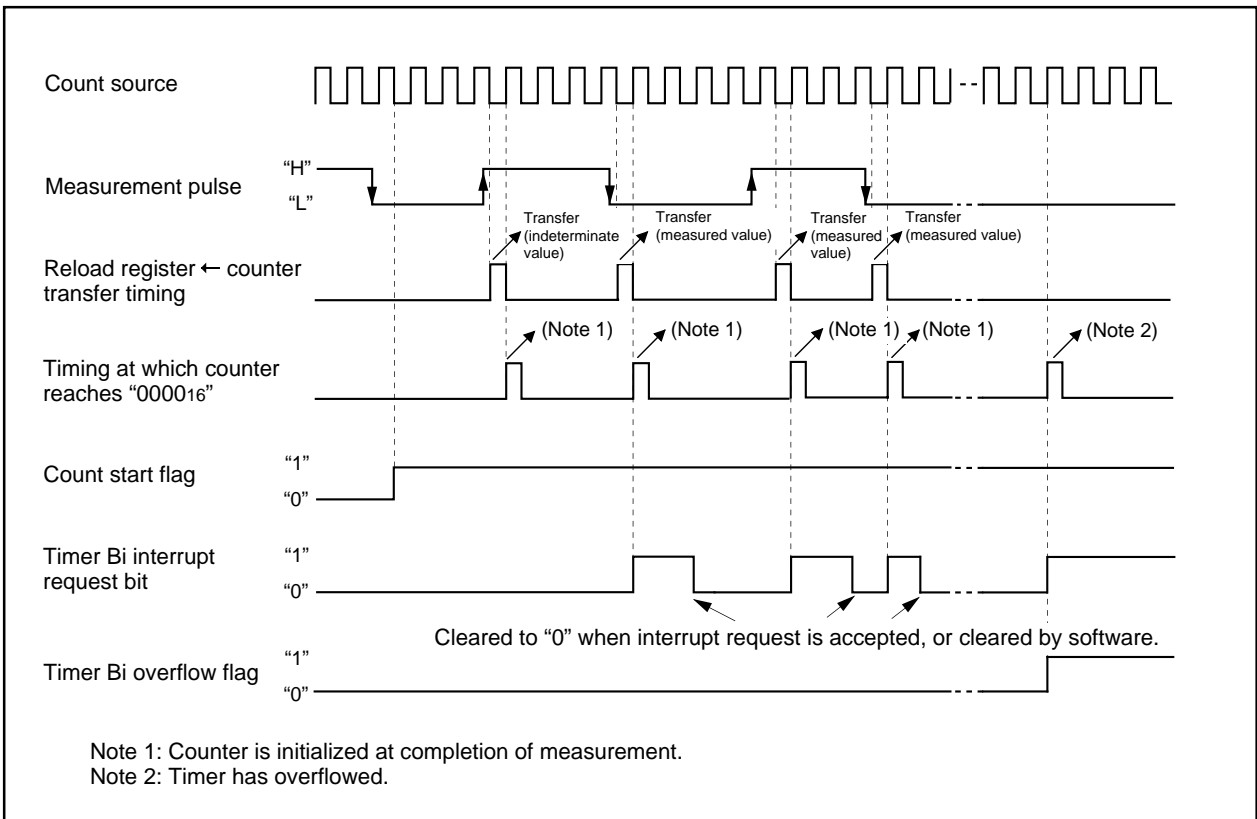 Count source
“H”
Measurement pulse
“L”
Transfer
(indeterminate
value)
Transfer
(measured value)
Transfer
(measured
value)
Transfer
(measured value)
Reload register ← counter
transfer timing
(Note 1)
(Note 1)
(Note 1)
(Note 1)
(Note 2)
Timing at which counter
reaches “000016”
Count start flag
“1”
“0”
Timer Bi interrupt
request bit
“1”
“0”
Cleared to “0” when interrupt request is accepted, or cleared by software.
Timer Bi overflow flag
“1”
“0”
Note 1: Counter is initialized at completion of measurement.
Note 2: Timer has overflowed.